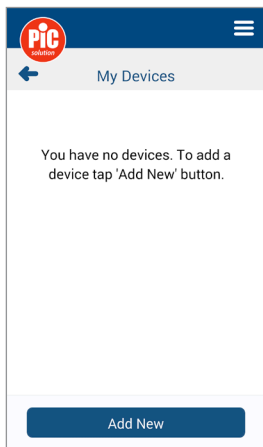 PiC
solution
My Devices
You have no devices. To add a
device tap 'Add New' button.
Add New